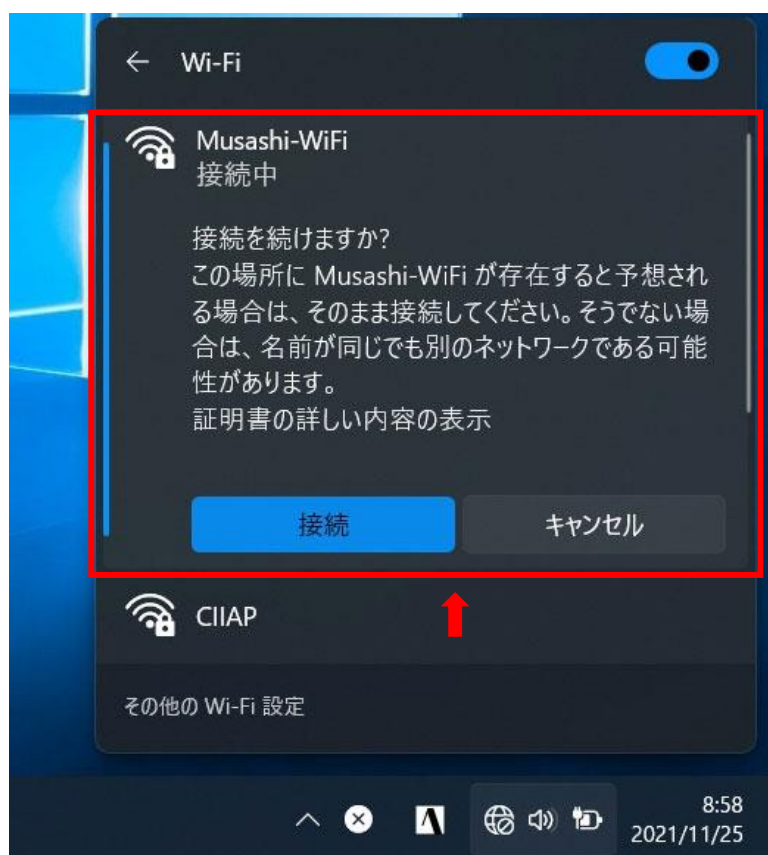 Wi-Fi
Musashi-WiFi
接続中
接続を続けますか?
この場所に Musashi-WiFi が存在すると予想され
る場合は、そのまま接続してください。そうでない場
合は、名前が同じでも別のネットワークである可能
性があります。
証明書の詳しい内容の表示
接続 キャンセル
CIIAP
その他の Wi-Fi 設定
8:58
2021/11/25